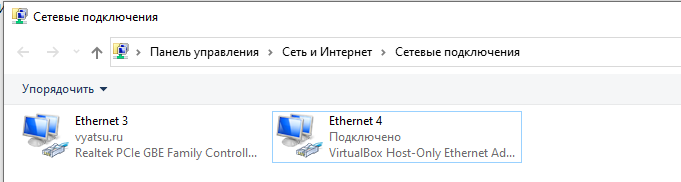 Сетевые подключения
Панель управления > Сеть и Интернет > Сетевые подключения
Упорядочить
Ethernet 3
vyatsu.ru
Realtek PCIe GBE Family Controll...
Ethernet 4
Подключено
VirtualBox Host-Only Ethernet Ad...